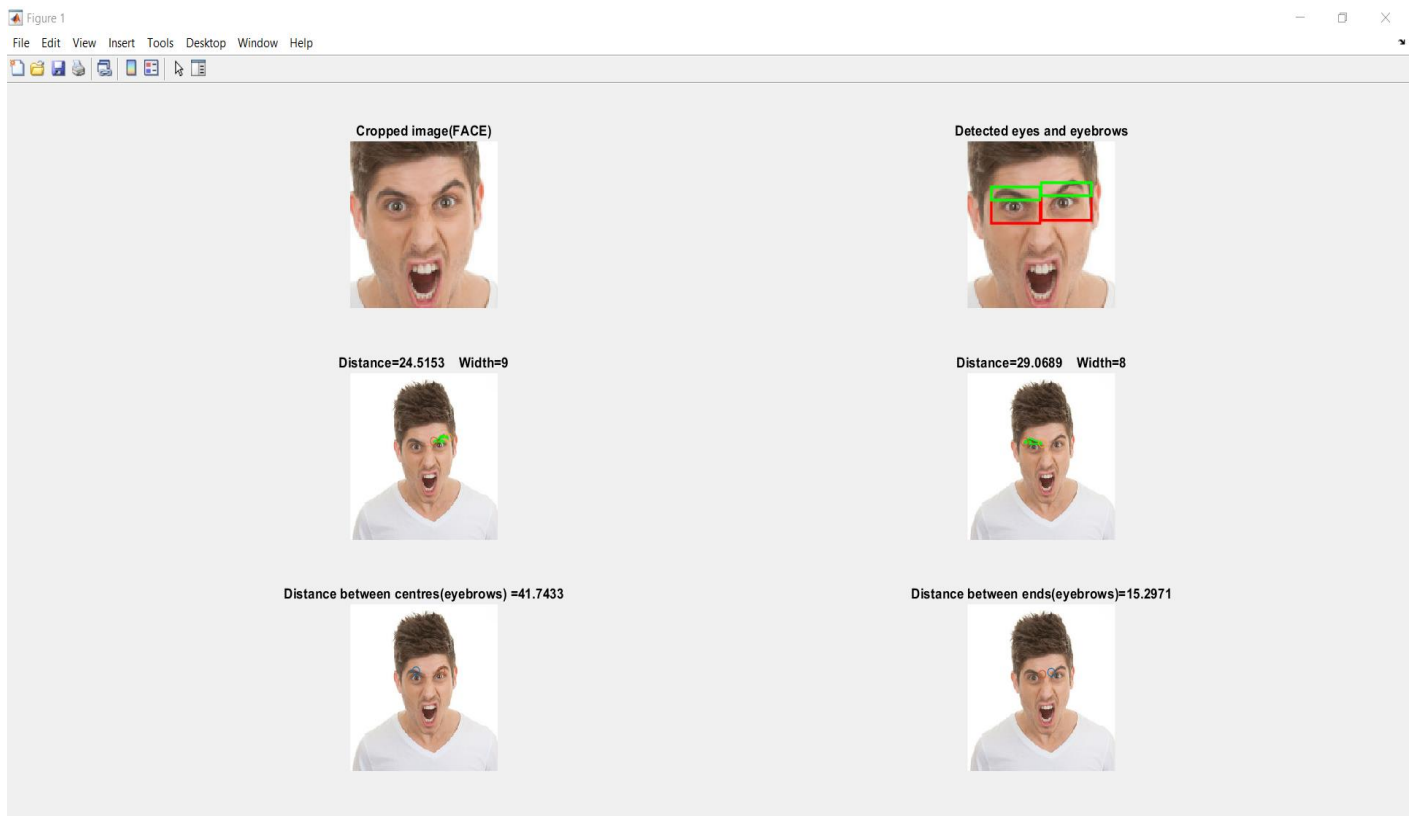 Figure 1
File Edit View Insert Tools Desktop Window Help
Cropped image(FACE)
Detected eyes and eyebrows
Distance=24.5153 Width=9
Distance=29.0689 Width=8
Distance between centres(eyebrows) =41.7433
Distance between ends(eyebrows)=15.2971